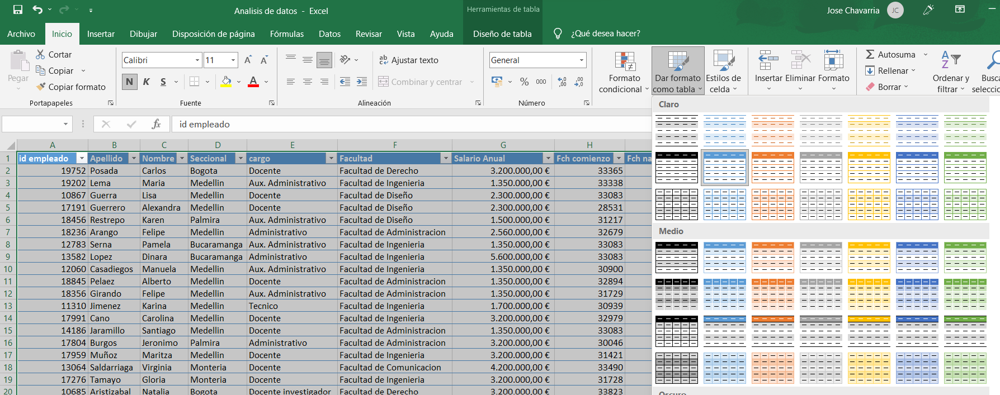 Analisis de datos - Excel
Herramientas de tabla
Jose Chavarria JC
Archivo Inicio Insertar Dibujar Disposición de página Fórmulas Datos Revisar Vista Ayuda Diseño de tabla ¿Qué desea hacer?
Pegar
Cortar
Copiar
Copiar formato
Portapapeles
Calibri 11
N K S
Fuente
Ajustar texto
Combinar y centrar
Alineación
General
% 000
Número
Formato condicional
Dar formato como tabla
Estilos de celda
Insertar Eliminar Formato
Autosuma
Rellenar
Borrar
Ordenar y filtrar
Busca
selecci
fx id empleado
Claro
Medio
Oscuro
A B C D E F G H
1 id empleado Apellido Nombre Seccional cargo Facultad Salario Anual Fch comienzo Fch na
2 19752 Posada Carlos Bogota Docente Facultad de Derecho 3.200.000,00 € 33365
3 19202 Lema Maria Medellin Aux. Administrativo Facultad de Ingenieria 1.350.000,00 € 33338
4 10867 Guerra Lisa Medellin Docente Facultad de Diseño 2.300.000,00 € 33083
5 17191 Guerrero Alexandra Medellin Docente Facultad de Diseño 2.300.000,00 € 28531
6 18456 Restrepo Karen Palmira Aux. Administrativo Facultad de Diseño 1.500.000,00 € 31217
7 18236 Arango Felipe Medellin Administrativo Facultad de Administracion 2.560.000,00 € 32679
8 12783 Serna Pamela Bucaramanga Aux. Administrativo Facultad de Ingenieria 1.350.000,00 € 33083
9 13582 Lopez Dinara Bucaramanga Administrativo Facultad de Ingenieria 5.600.000,00 € 33083
10 12060 Casadiegos Manuela Medellin Aux. Administrativo Facultad de Ingenieria 1.350.000,00 € 30900
11 18845 Pelaez Alberto Medellin Docente Facultad de Administracion 1.350.000,00 € 32894
12 18356 Girando Felipe Medellin Aux. Administrativo Facultad de Administracion 1.350.000,00 € 31729
13 11310 Jimenez Karina Medellin Tecnico Facultad de Ingenieria 1.700.000,00 € 30939
14 17991 Cano Carolina Medellin Docente Facultad de Ingenieria 3.200.000,00 € 32979
15 14186 Jaramillo Santiago Medellin Docente Facultad de Administracion 1.350.000,00 € 33083
16 17804 Burgos Jeronimo Palmira Administrativo Facultad de Administracion 3.200.000,00 € 30046
17 17959 Muñoz Maritza Medellin Docente Facultad de Ingenieria 3.200.000,00 € 31421
18 13064 Saldarriaga Virginia Monteria Docente Facultad de Comunicacion 4.200.000,00 € 33490
19 17276 Tamayo Gloria Monteria Docente Facultad de Ingenieria 3.200.000,00 € 31728
20 10685 Aristizabal Natalia Bogota Docente investigador Facultad de Derecho 3.200.000,00 € 33823